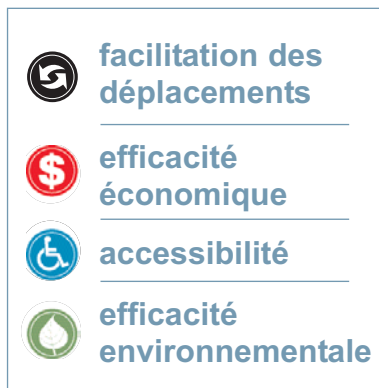 facilitation des
déplacements
$
efficacité
économique
accessibilité
efficacité
environnementale